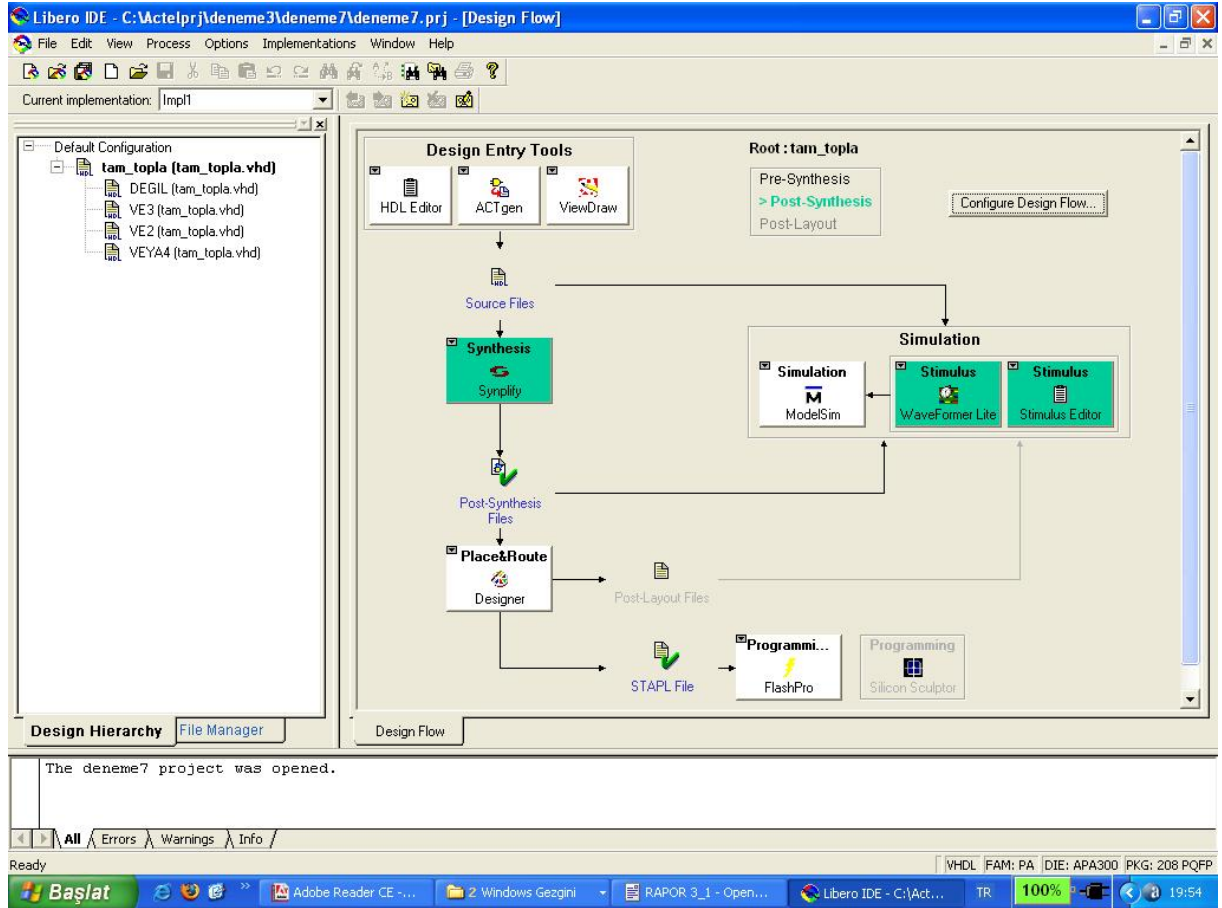 Libero IDE - C:\Actelprj\deneme3\deneme7\deneme7.prj - [Design Flow]
File Edit View Process Options Implementations Window Help
Current implementation: Impl1
Default Configuration
tam_topla (tam_topla.vhd)
DEGIL (tam_topla.vhd)
VE3 (tam_topla.vhd)
VE2 (tam_topla.vhd)
VEYA4 (tam_topla.vhd)
Design Hierarchy File Manager
Design Entry Tools
HDL Editor ACTgen ViewDraw
Root : tam_topla
Pre-Synthesis
> Post-Synthesis
Post-Layout
Configure Design Flow...
Source Files
Synthesis
Synplify
Simulation
Simulation
ModelSim
Stimulus
WaveFormer Lite
Stimulus
Stimulus Editor
Post-Synthesis
Files
Place&Route
Designer
Post-Layout Files
STAPL File
Programmi...
FlashPro
Programming
Silicon Sculptor
Design Flow
The deneme7 project was opened.
All Errors Warnings Info
Ready
VHDL FAM: PA DIE: APA300 PKG: 208 PQFP
Başlat
Adobe Reader CE -...
2 Windows Gezgini
RAPOR 3_1 - Open...
Libero IDE - C:\Act...
TR
100%
19:54